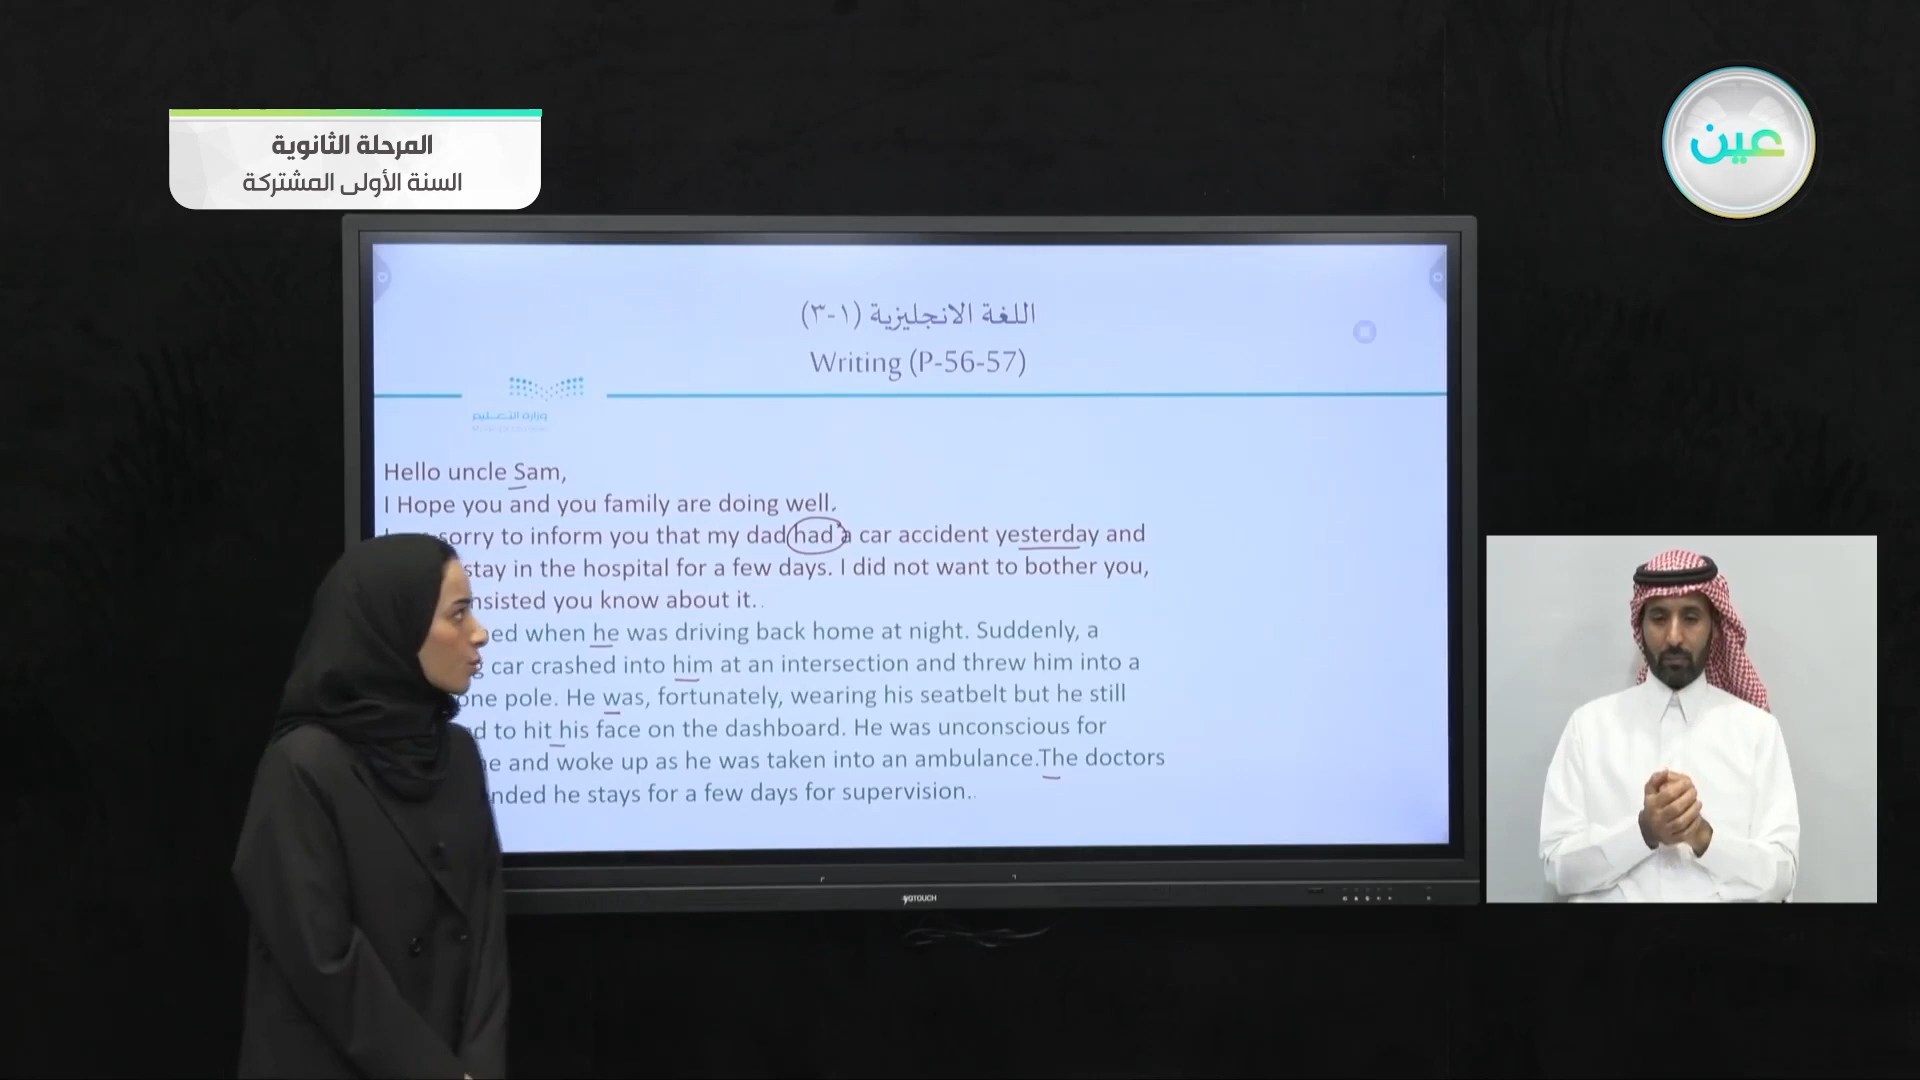 المرحلة الثانوية
السنة الأولى المشتركة
عين
اللغة الانجليزية (١-٣)
Writing (P-56-57)
وزارة التعليم
Hello uncle Sam,
I Hope you and you family are doing well.
sorry to inform you that my dad had a car accident yesterday and
stay in the hospital for a few days. I did not want to bother you,
you know about it..
when he was driving back home at night. Suddenly, a
car crashed into him at an intersection and threw him into a
pole. He was, fortunately, wearing his seatbelt but he still
to hit his face on the dashboard. He was unconscious for
and woke up as he was taken into an ambulance.The doctors
he stays for a few days for supervision..